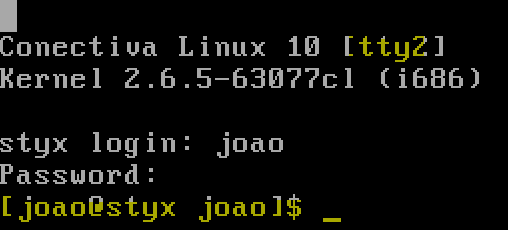 Conectiva Linux 10 [tty2]
Kernel 2.6.5-63077cl (i686)
styx login: joao
Password:
[joao@styx joao]$ _